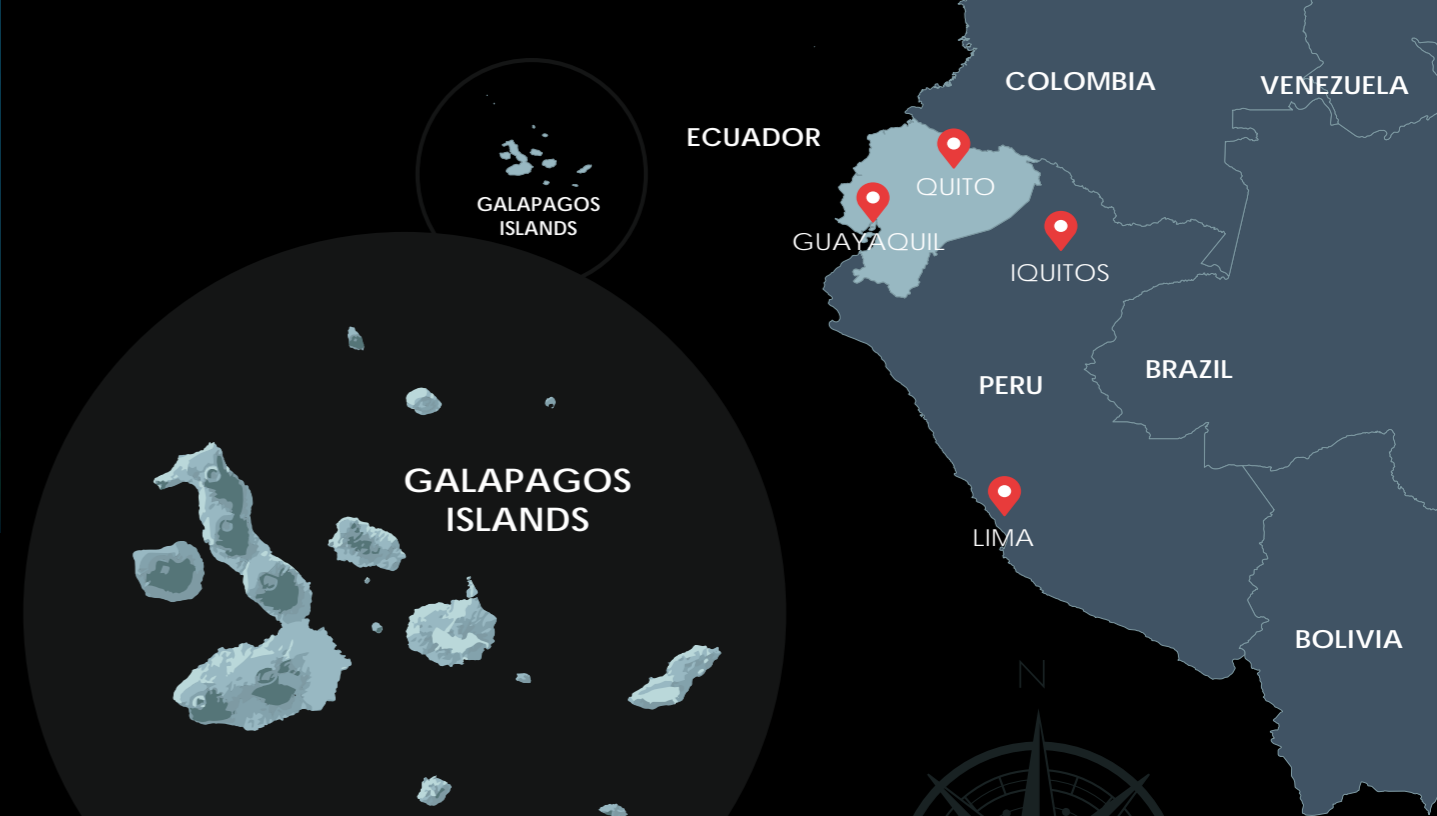 COLOMBIA
VENEZUELA
ECUADOR
QUITO
GALAPAGOS
ISLANDS
GUAYAQUIL
IQUITOS
BRAZIL
PERU
GALAPAGOS
ISLANDS
LIMA
BOLIVIA
N